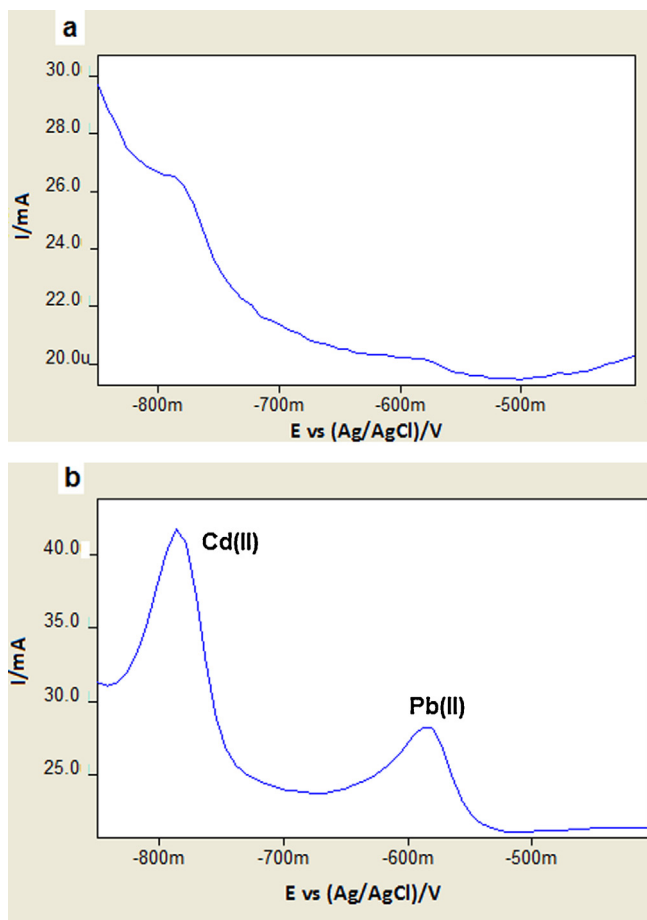 a
30.0
28.0
26.0
24.0
22.0
20.0u
I/mA
-800m -700m -600m -500m
E vs (Ag/AgCl)/V
b
Cd(II)
40.0
35.0
30.0
25.0
I/mA
Pb(II)
-800m -700m -600m -500m
E vs (Ag/AgCl)/V